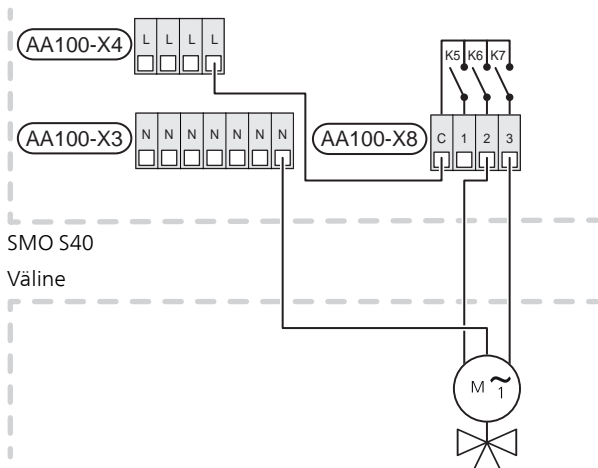 AA100-X4 L L L L
K5 K6 K7
AA100-X3 N N N N N N N AA100-X8 C 1 2 3
SMO S40
Väline
M ~
1